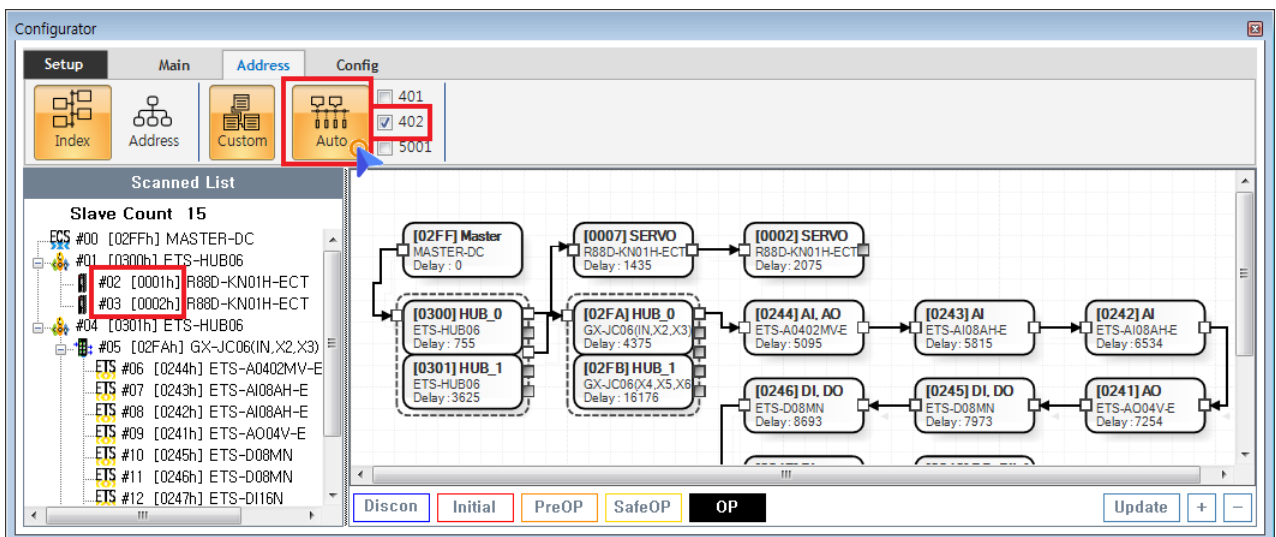 Configurator
Setup Main Address Config
Index Address Custom Auto
401
402
5001
Scanned List
Slave Count 15
ECS #00 [02FFh] MASTER-DC
#01 [0300h] ETS-HUB06
#02 [0001h] R88D-KN01H-ECT
#03 [0002h] R88D-KN01H-ECT
#04 [0301h] ETS-HUB06
#05 [02FAh] GX-JC06(IN,X2,X3)
ETS #06 [0244h] ETS-A0402MV-E
ETS #07 [0243h] ETS-AI08AH-E
ETS #08 [0242h] ETS-AI08AH-E
ETS #09 [0241h] ETS-AO04V-E
ETS #10 [0245h] ETS-D08MN
ETS #11 [0246h] ETS-D08MN
ETS #12 [0247h] ETS-DI16N
[02FF] Master
MASTER-DC
Delay : 0
[0007] SERVO
R88D-KN01H-ECT
Delay : 1435
[0002] SERVO
R88D-KN01H-ECT
Delay : 2075
[0300] HUB_0
ETS-HUB06
Delay : 755
[0301] HUB_1
ETS-HUB06
Delay : 3625
[02FA] HUB_0
GX-JC06(IN,X2,X3)
Delay : 4375
[02FB] HUB_1
GX-JC06(X4,X5,X6
Delay : 16176
[0244] AI, AO
ETS-A0402MV-E
Delay : 5095
[0243] AI
ETS-AI08AH-E
Delay : 5815
[0242] AI
ETS-AI08AH-E
Delay : 6534
[0246] DI, DO
ETS-D08MN
Delay : 8693
[0245] DI, DO
ETS-D08MN
Delay : 7973
[0241] AO
ETS-AO04V-E
Delay : 7254
Discon Initial PreOP SafeOP OP Update + −